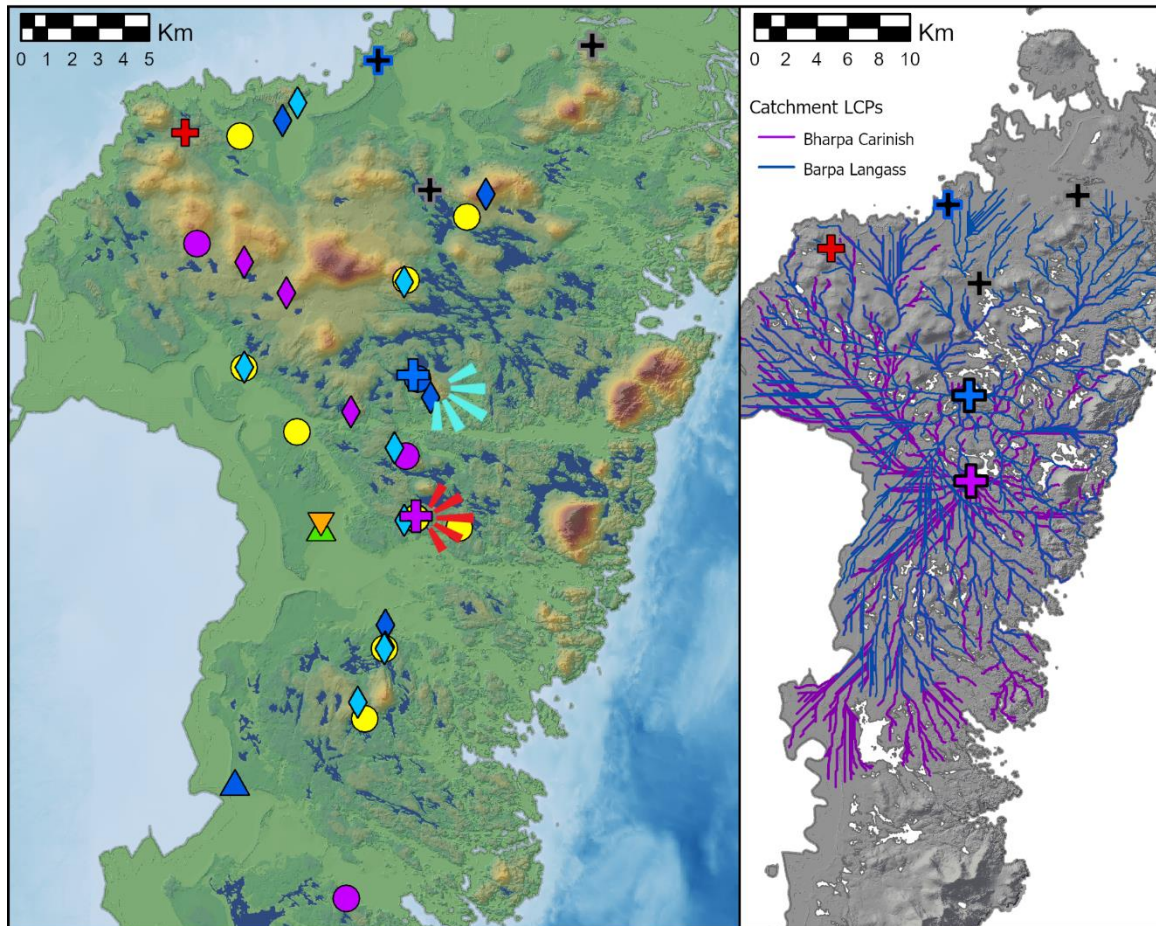 Km
0 1 2 3 4 5
Km
0 2 4 6 8 10
Catchment LCPs
Bharpa Carinish
Barpa Langass